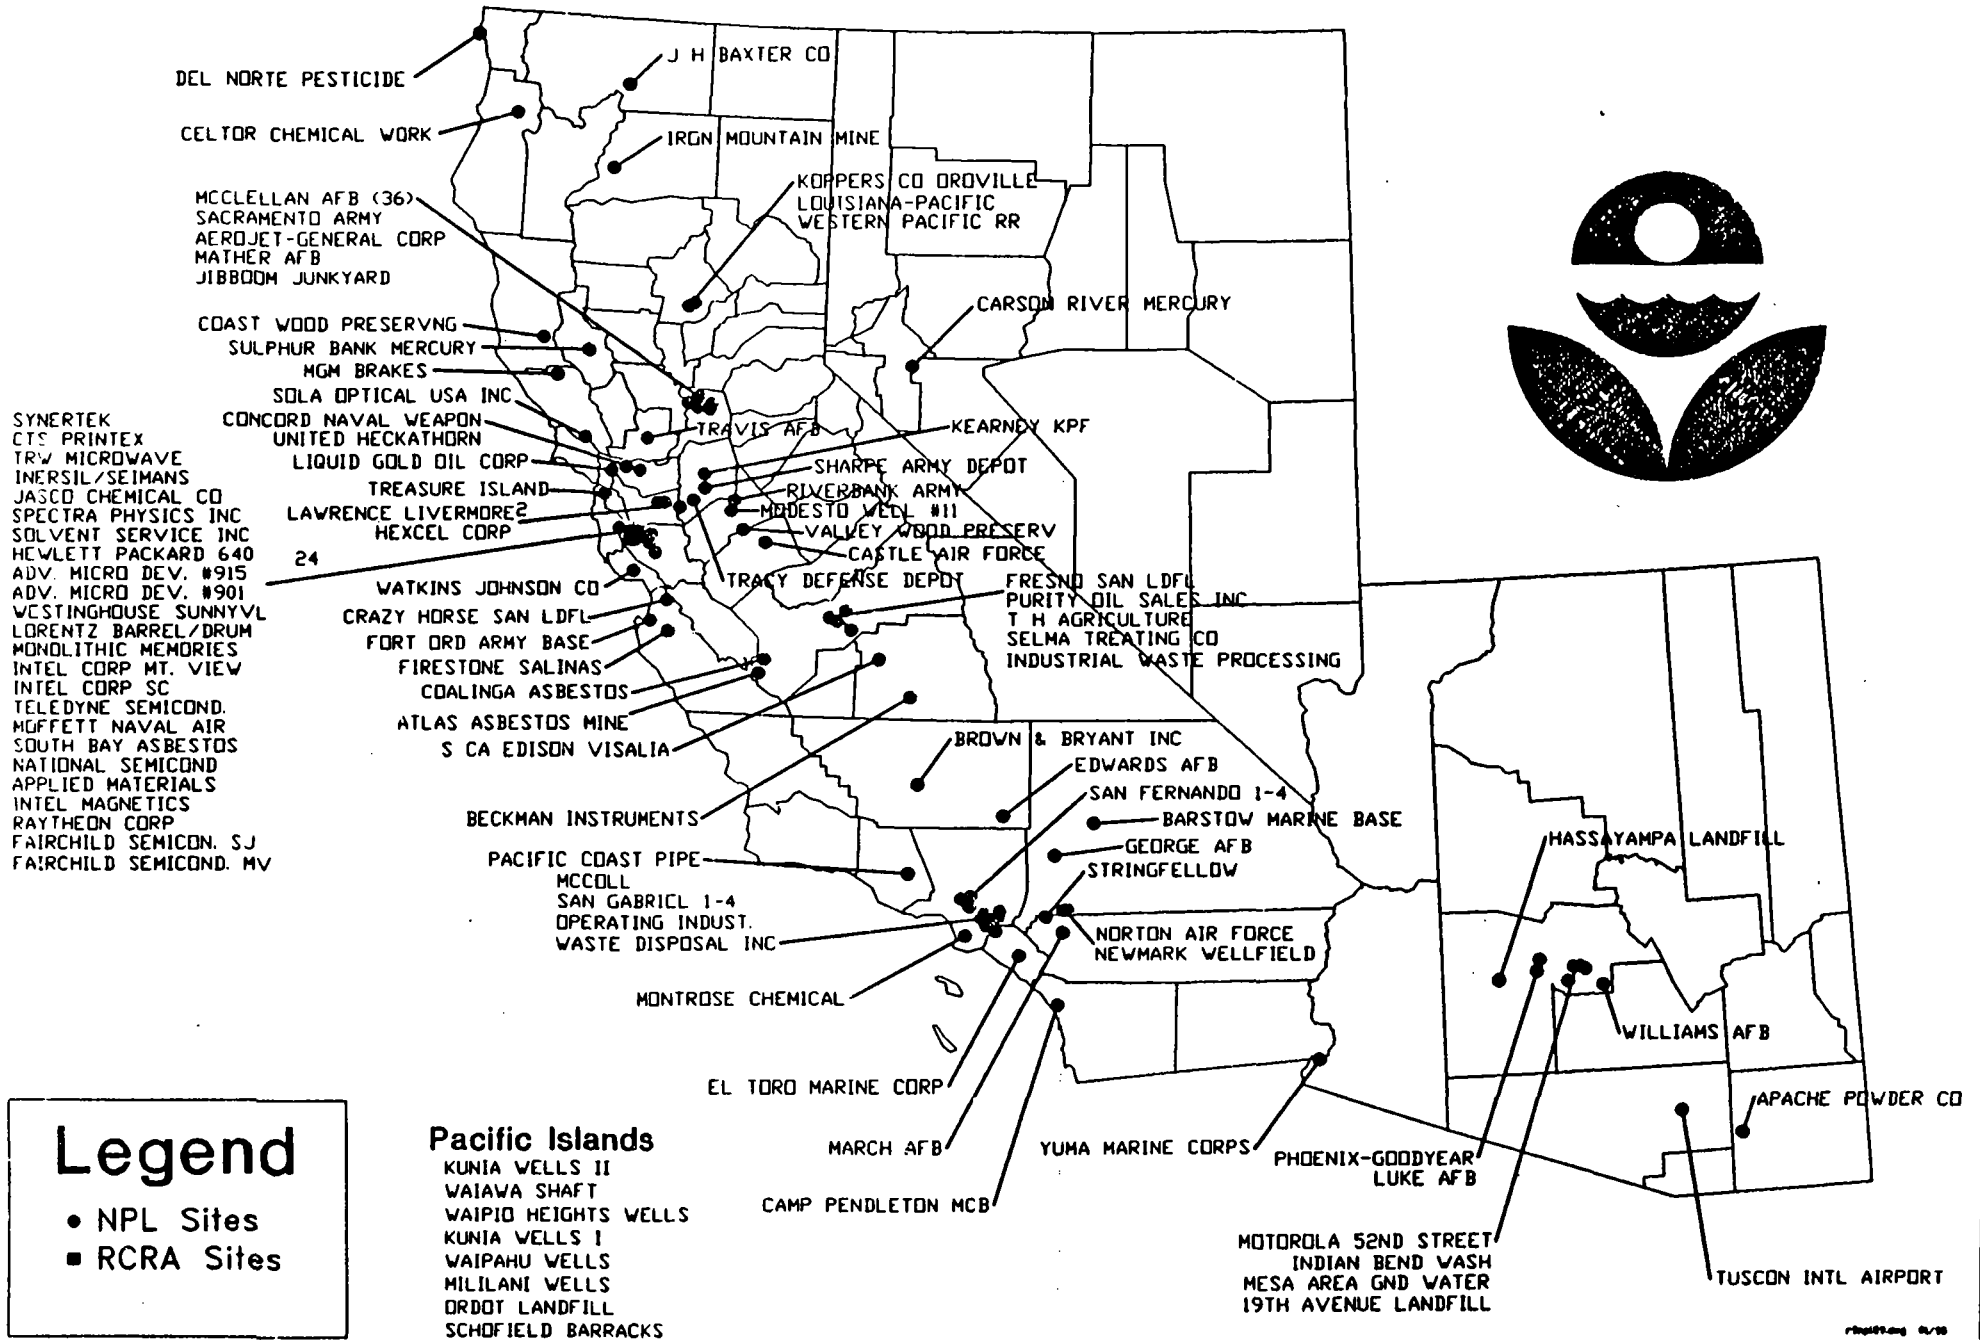 DEL NORTE PESTICIDE
J H BAXTER CO
CELTOR CHEMICAL WORK
IRON MOUNTAIN MINE
MCCLELLAN AFB (36)
SACRAMENTO ARMY
AEROJET-GENERAL CORP
MATHER AFB
JIBBOOM JUNKYARD
KOPPERS CO OROVILLE
LOUISIANA-PACIFIC
WESTERN PACIFIC RR
CARSON RIVER MERCURY
COAST WOOD PRESERVNG
SULPHUR BANK MERCURY
MGM BRAKES
SOLA OPTICAL USA INC
CONCORD NAVAL WEAPON
UNITED HECKATHORN
LIQUID GOLD OIL CORP
TREASURE ISLAND
LAWRENCE LIVERMORE2
HEXCEL CORP
TRAVIS AFB
KEARNEY KPF
SHARPE ARMY DEPOT
RIVERBANK ARMY
MODESTO WELL #11
VALLEY WOOD PRESERV
CASTLE AIR FORCE
TRACY DEFENSE DEPOT
SYNERTEK
CTS PRINTEX
TRW MICROWAVE
INERSIL/SEIMANS
JASCO CHEMICAL CO
SPECTRA PHYSICS INC
SOLVENT SERVICE INC
HEWLETT PACKARD 640
ADV. MICRO DEV. #915
ADV. MICRO DEV. #901
WESTINGHOUSE SUNNYVL
LORENTZ BARREL/DRUM
MONOLITHIC MEMORIES
INTEL CORP MT. VIEW
INTEL CORP SC
TELEDYNE SEMICOND.
MOFFETT NAVAL AIR
SOUTH BAY ASBESTOS
NATIONAL SEMICOND
APPLIED MATERIALS
INTEL MAGNETICS
RAYTHEON CORP
FAIRCHILD SEMICON. SJ
FAIRCHILD SEMICOND. MV
24
WATKINS JOHNSON CO
CRAZY HORSE SAN LDFL
FORT ORD ARMY BASE
FIRESTONE SALINAS
COALINGA ASBESTOS
ATLAS ASBESTOS MINE
S CA EDISON VISALIA
FRESNO SAN LDFL
PURITY OIL SALES INC
T H AGRICULTURE
SELMA TREATING CO
INDUSTRIAL WASTE PROCESSING
BROWN & BRYANT INC
EDWARDS AFB
SAN FERNANDO 1-4
BARSTOW MARINE BASE
GEORGE AFB
STRINGFELLOW
BECKMAN INSTRUMENTS
PACIFIC COAST PIPE
MCCOLL
SAN GABRIEL 1-4
OPERATING INDUST.
WASTE DISPOSAL INC
NORTON AIR FORCE
NEWMARK WELLFIELD
MONTROSE CHEMICAL
EL TORO MARINE CORP
MARCH AFB
CAMP PENDLETON MCB
YUMA MARINE CORPS
HASSAYAMPA LANDFILL
WILLIAMS AFB
APACHE POWDER CO
PHOENIX-GOODYEAR
LUKE AFB
MOTOROLA 52ND STREET
INDIAN BEND WASH
MESA AREA GND WATER
19TH AVENUE LANDFILL
TUSCON INTL AIRPORT
Legend
NPL Sites
RCRA Sites
Pacific Islands
KUNIA WELLS II
WAIAWA SHAFT
WAIPIO HEIGHTS WELLS
KUNIA WELLS I
WAIPAHU WELLS
MILILANI WELLS
ORDOT LANDFILL
SCHOFIELD BARRACKS